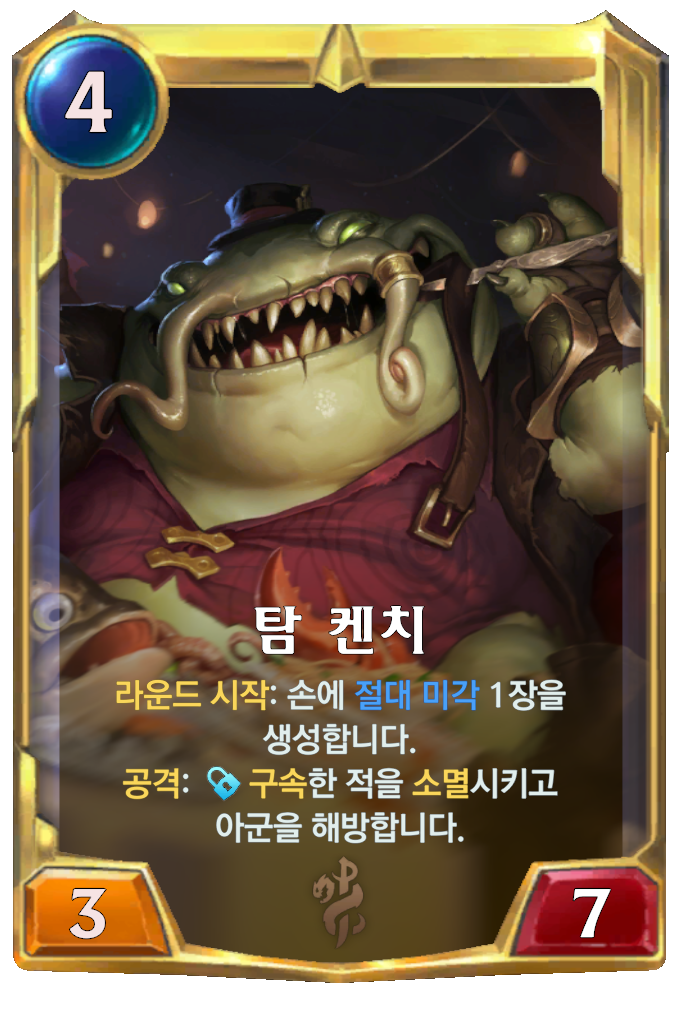 4
탐 켄치
라운드 시작: 손에 절대 미각 1장을
생성합니다.
공격: 구속한 적을 소멸시키고
아군을 해방합니다.
3
7